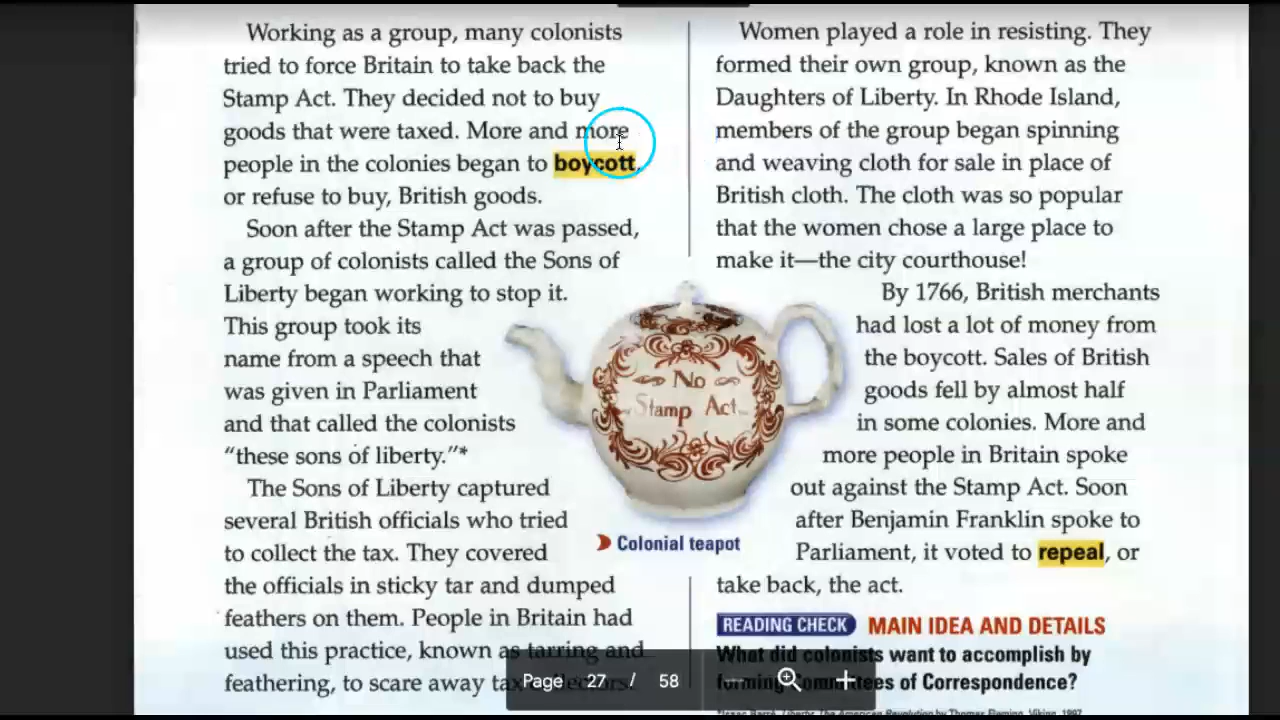 Working as a group, many colonists
tried to force Britain to take back the
Stamp Act. They decided not to buy
goods that were taxed. More and more
people in the colonies began to boycott,
or refuse to buy, British goods.
Soon after the Stamp Act was passed,
a group of colonists called the Sons of
Liberty began working to stop it.
This group took its
name from a speech that
was given in Parliament
and that called the colonists
“these sons of liberty.”*
The Sons of Liberty captured
several British officials who tried
to collect the tax. They covered
the officials in sticky tar and dumped
feathers on them. People in Britain had
used this practice, known as tarring and
feathering, to scare away tax
No
Stamp Act
Colonial teapot
Women played a role in resisting. They
formed their own group, known as the
Daughters of Liberty. In Rhode Island,
members of the group began spinning
and weaving cloth for sale in place of
British cloth. The cloth was so popular
that the women chose a large place to
make it—the city courthouse!
By 1766, British merchants
had lost a lot of money from
the boycott. Sales of British
goods fell by almost half
in some colonies. More and
more people in Britain spoke
out against the Stamp Act. Soon
after Benjamin Franklin spoke to
Parliament, it voted to repeal, or
take back, the act.
READING CHECK MAIN IDEA AND DETAILS
What did colonists want to accomplish by
forming Committees of Correspondence?
Page 27 / 58